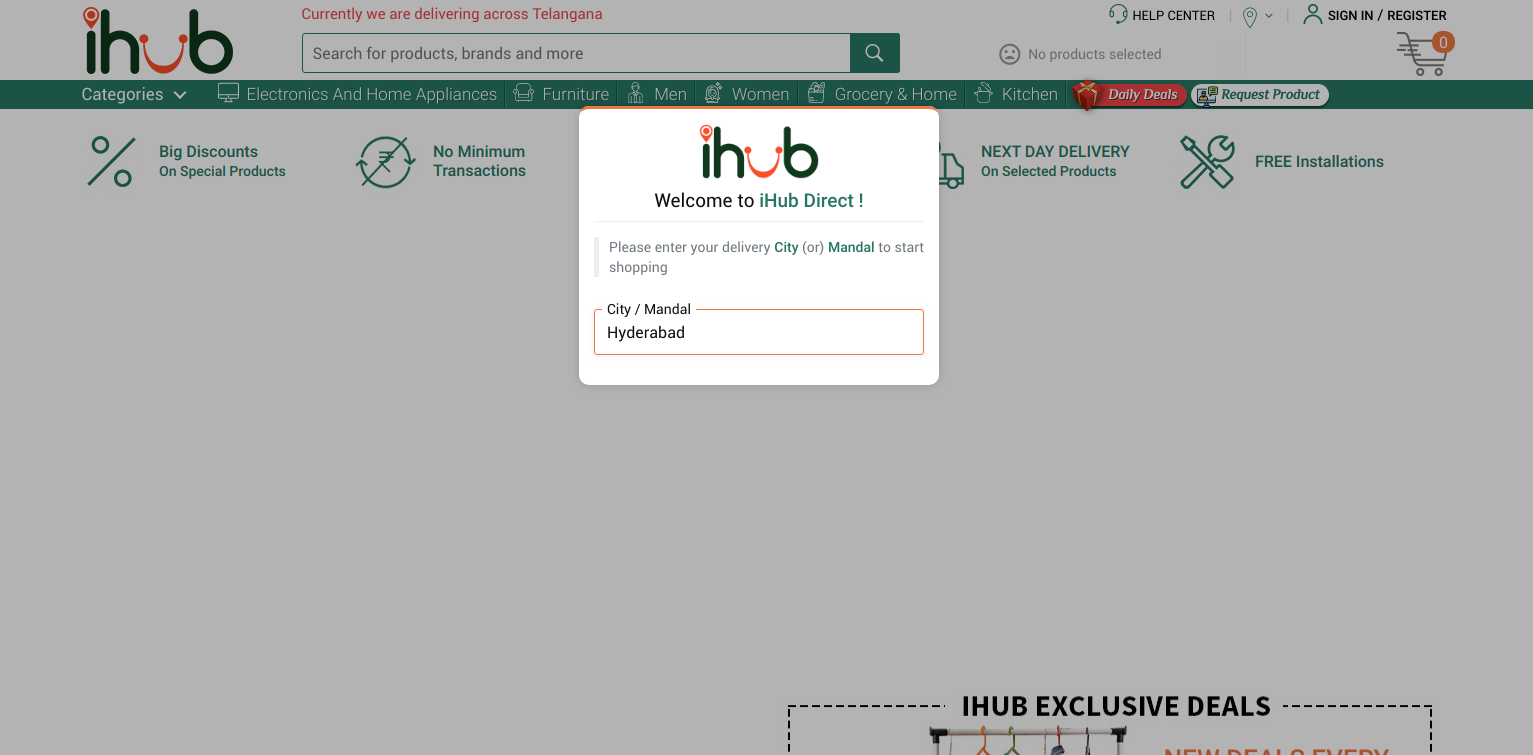 ihub
Currently we are delivering across Telangana
HELP CENTER
SIGN IN / REGISTER
Search for products, brands and more
No products selected
0
Categories
Electronics And Home Appliances
Furniture
Men
Women
Grocery & Home
Kitchen
Daily Deals
Request Product
Big Discounts
On Special Products
No Minimum
Transactions
NEXT DAY DELIVERY
On Selected Products
FREE Installations
ihub
Welcome to iHub Direct !
Please enter your delivery City (or) Mandal to start
shopping
City / Mandal
Hyderabad
IHUB EXCLUSIVE DEALS
NEW DEALS EVERY